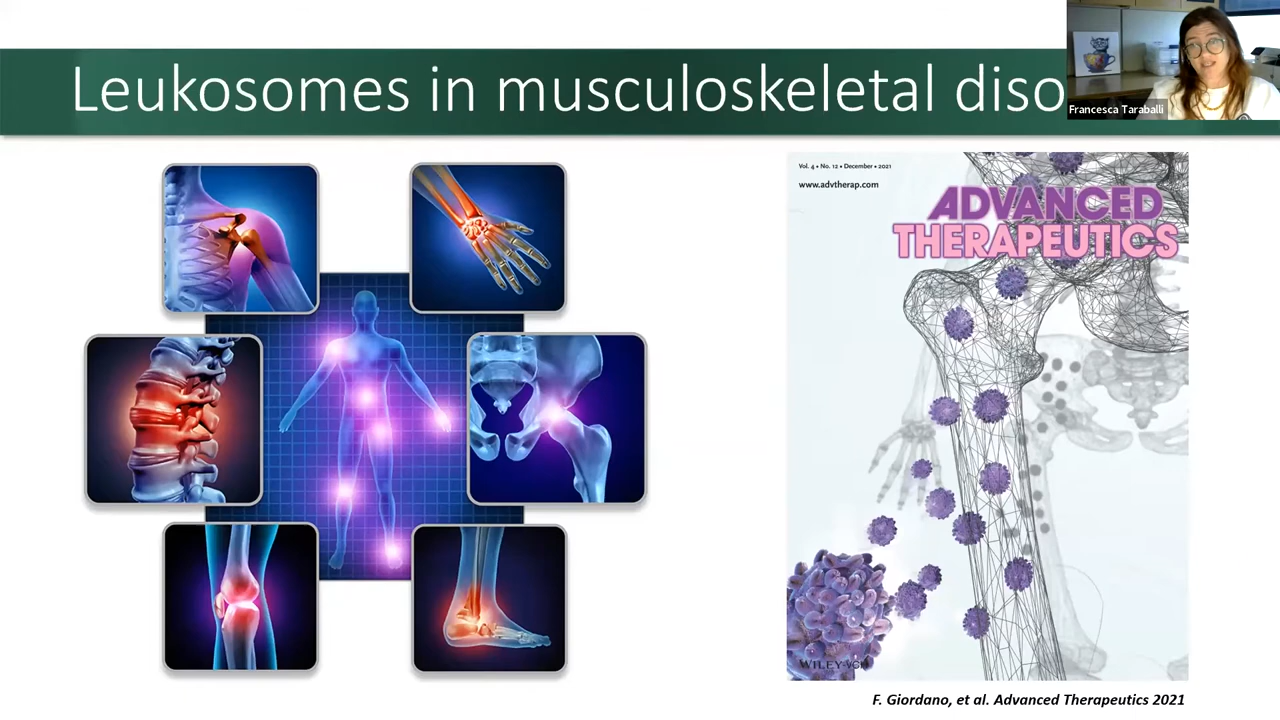 Leukosomes in musculoskeletal diso
Francesca Taraballi
Vol. 4 • No. 12 • December • 2021
www.advtherap.com
ADVANCED
THERAPEUTICS
WILEY-VCH
F. Giordano, et al. Advanced Therapeutics 2021